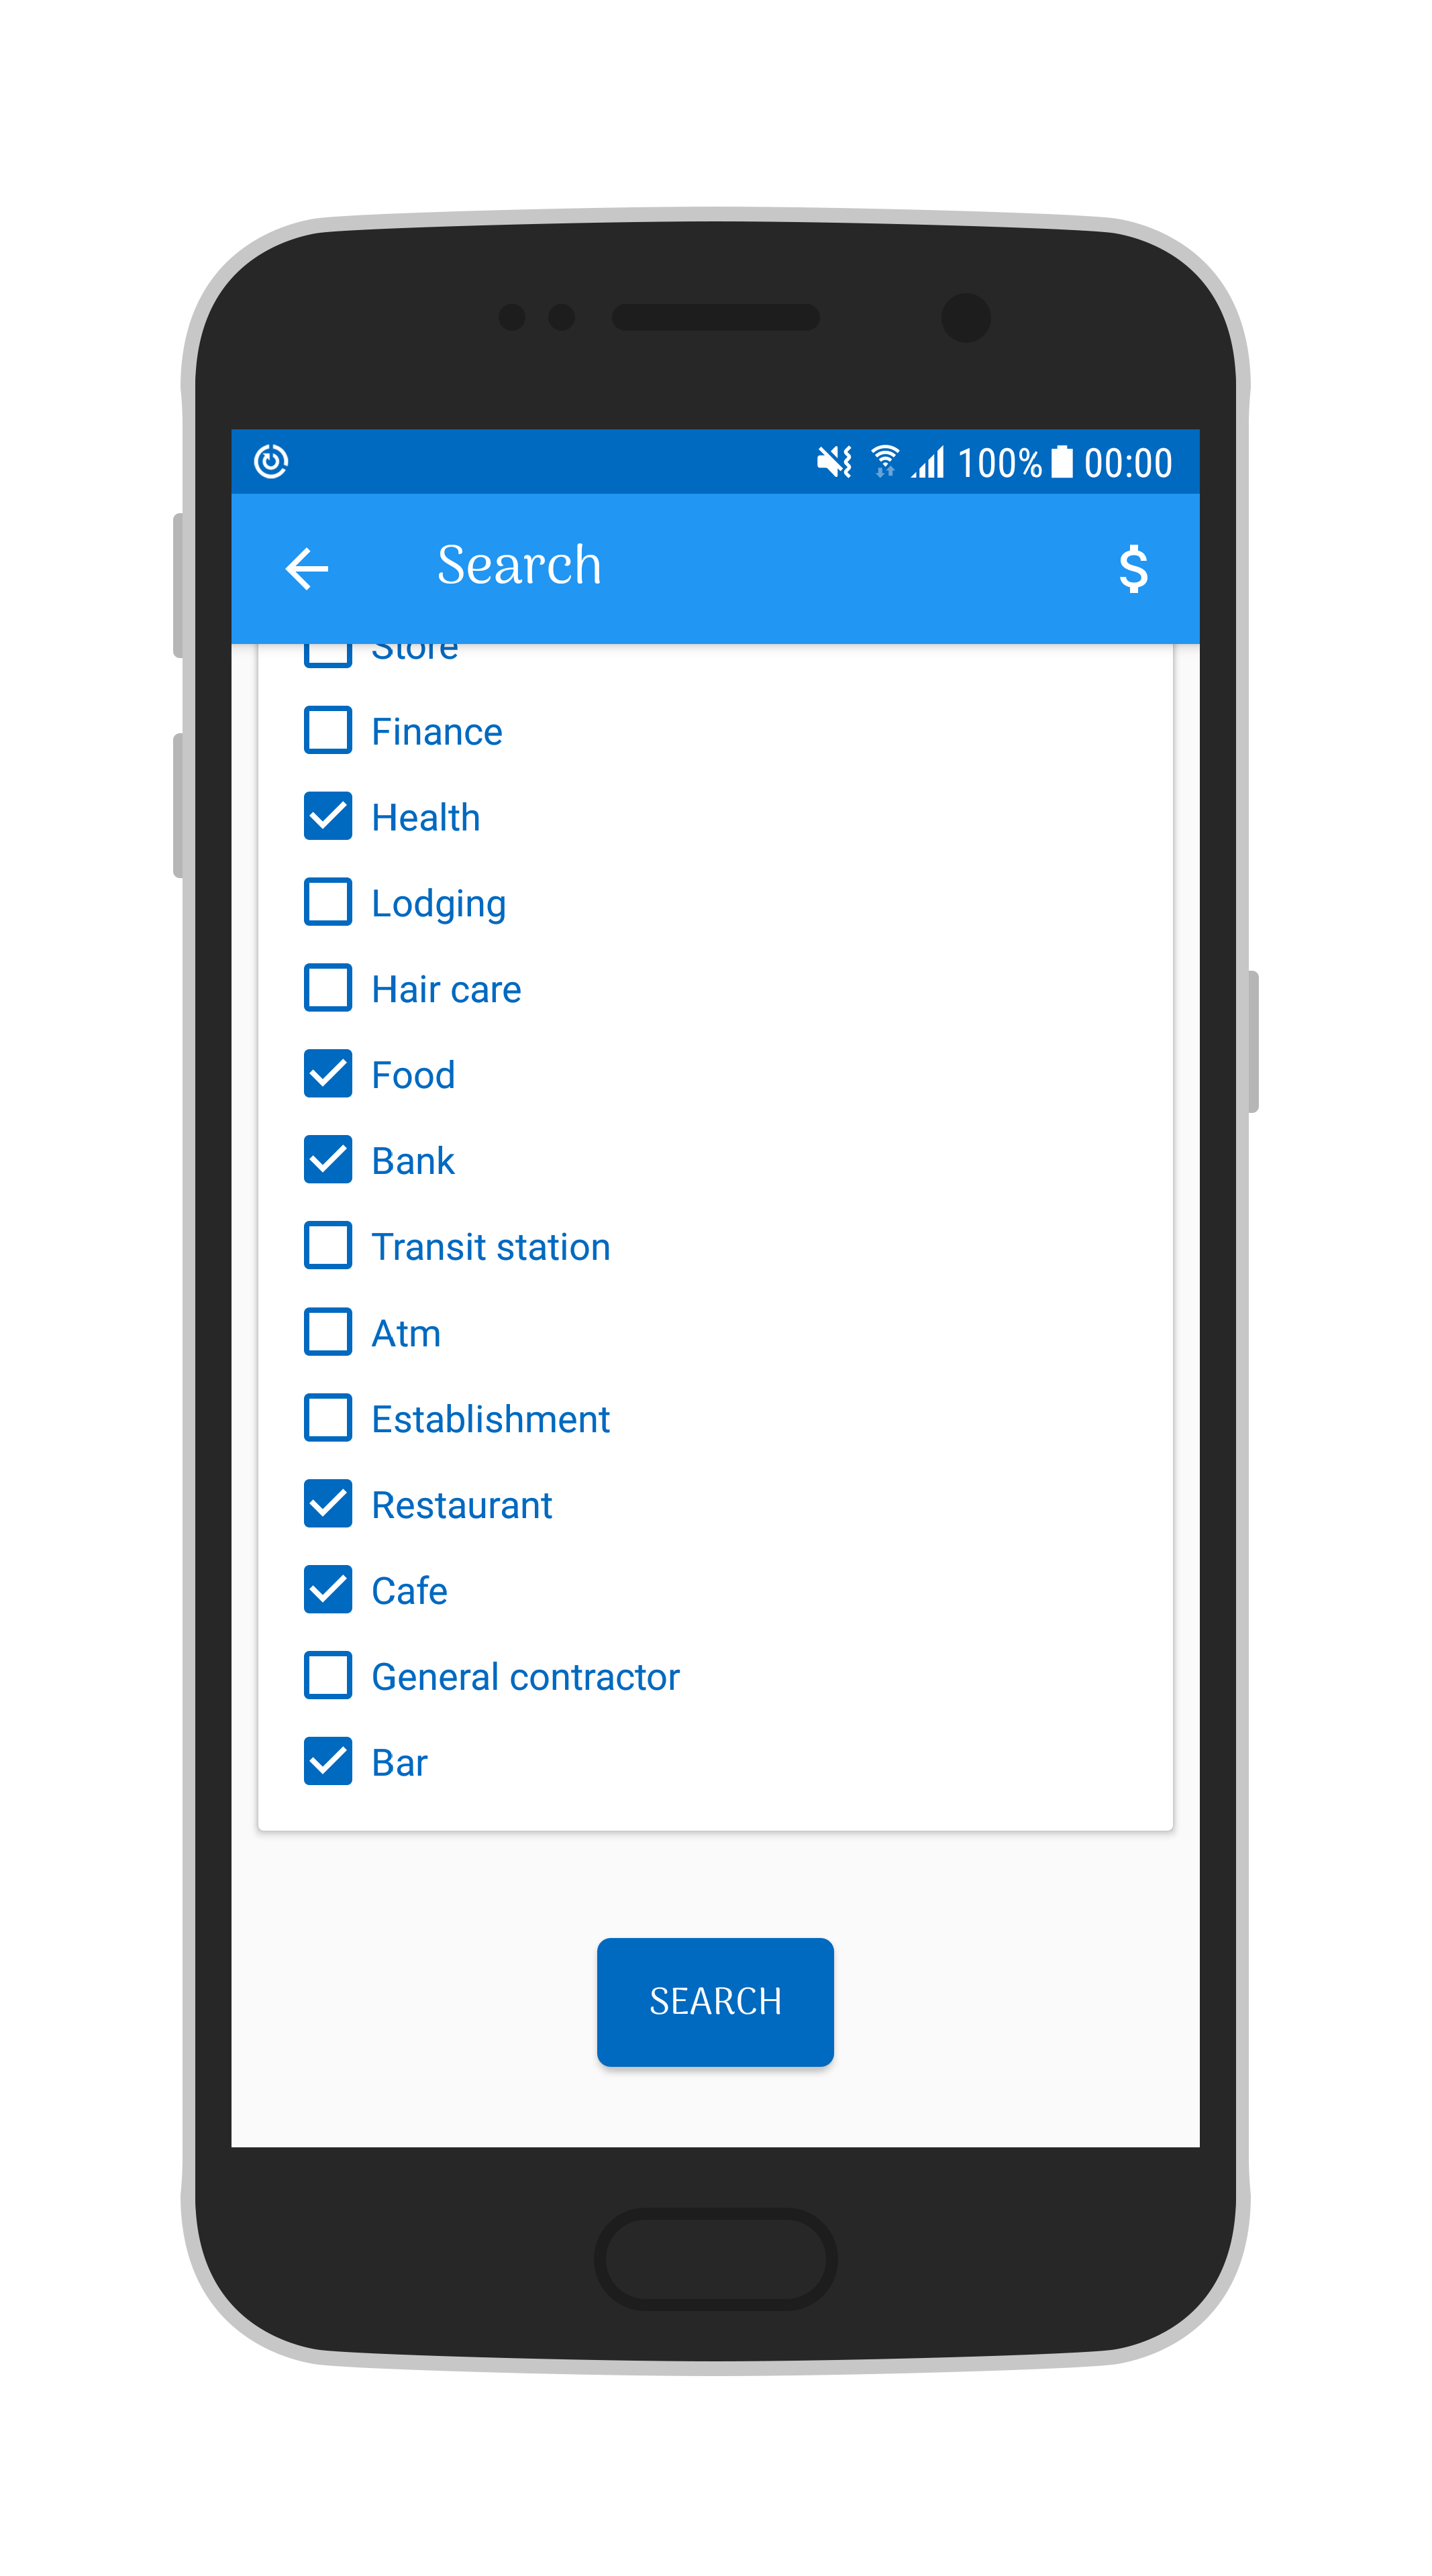 100% 00:00
Search
$
Store
Finance
Health
Lodging
Hair care
Food
Bank
Transit station
Atm
Establishment
Restaurant
Cafe
General contractor
Bar
SEARCH